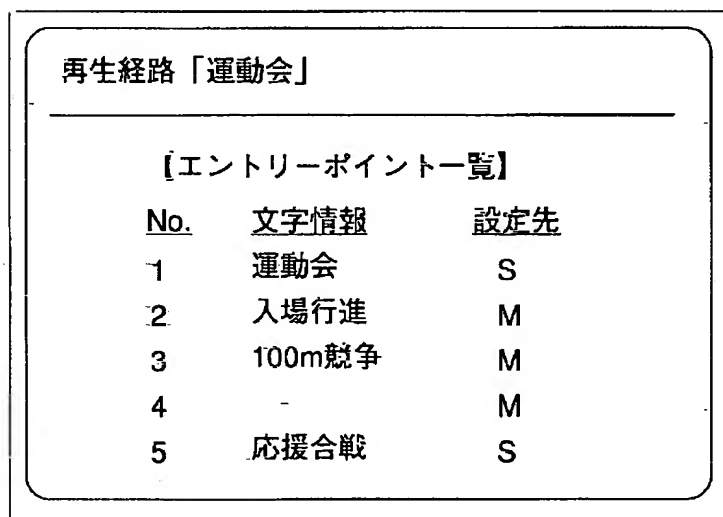 再生経路「運動会」
【エントリーポイント一覧】
No. 文字情報 設定先
1 運動会 S
2 入場行進 M
3 100m競争 M
4 - M
5 応援合戦 S